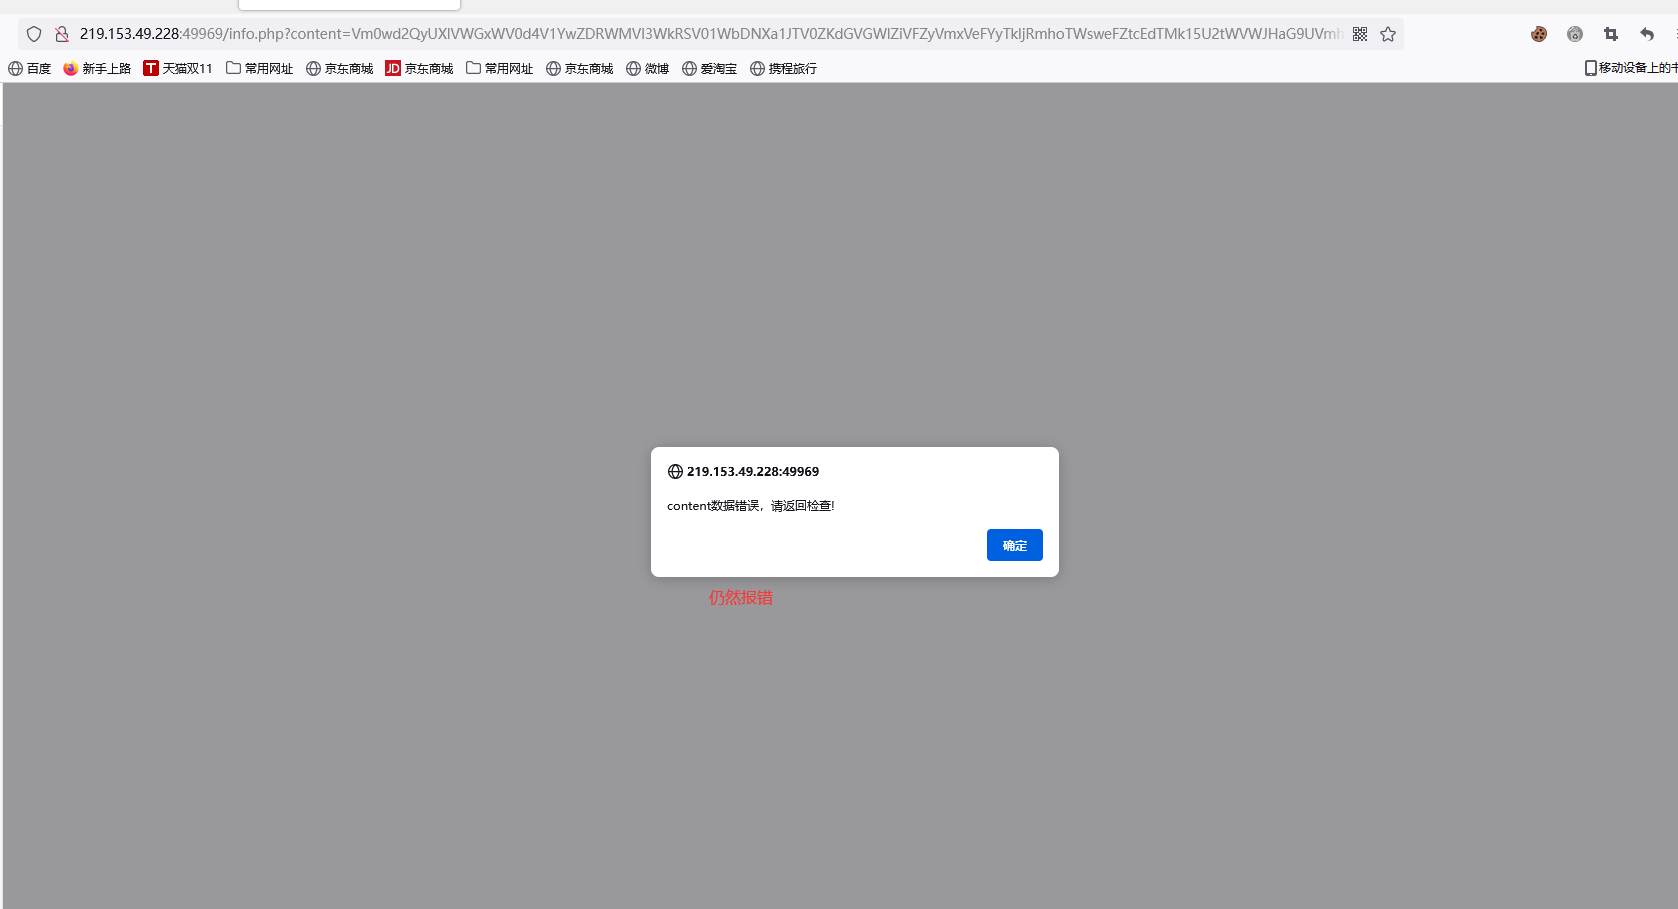 219.153.49.228:49969/info.php?content=Vm0wd2QyUXlVWGxWV0d4V1YwZDRWMVl3WkRSV01WbDNXa1JTV0ZKdGVGWlZiVFZyVmxVeFYyTkljRmhoTWsweFZtcEdTMk15U2tWVWJHaG9UVmh
百度 新手上路 T 天猫双11 常用网址 京东商城 JD 京东商城 常用网址 京东商城 微博 爱淘宝 携程旅行 移动设备上的
219.153.49.228:49969
content数据错误，请返回检查!
确定
仍然报错